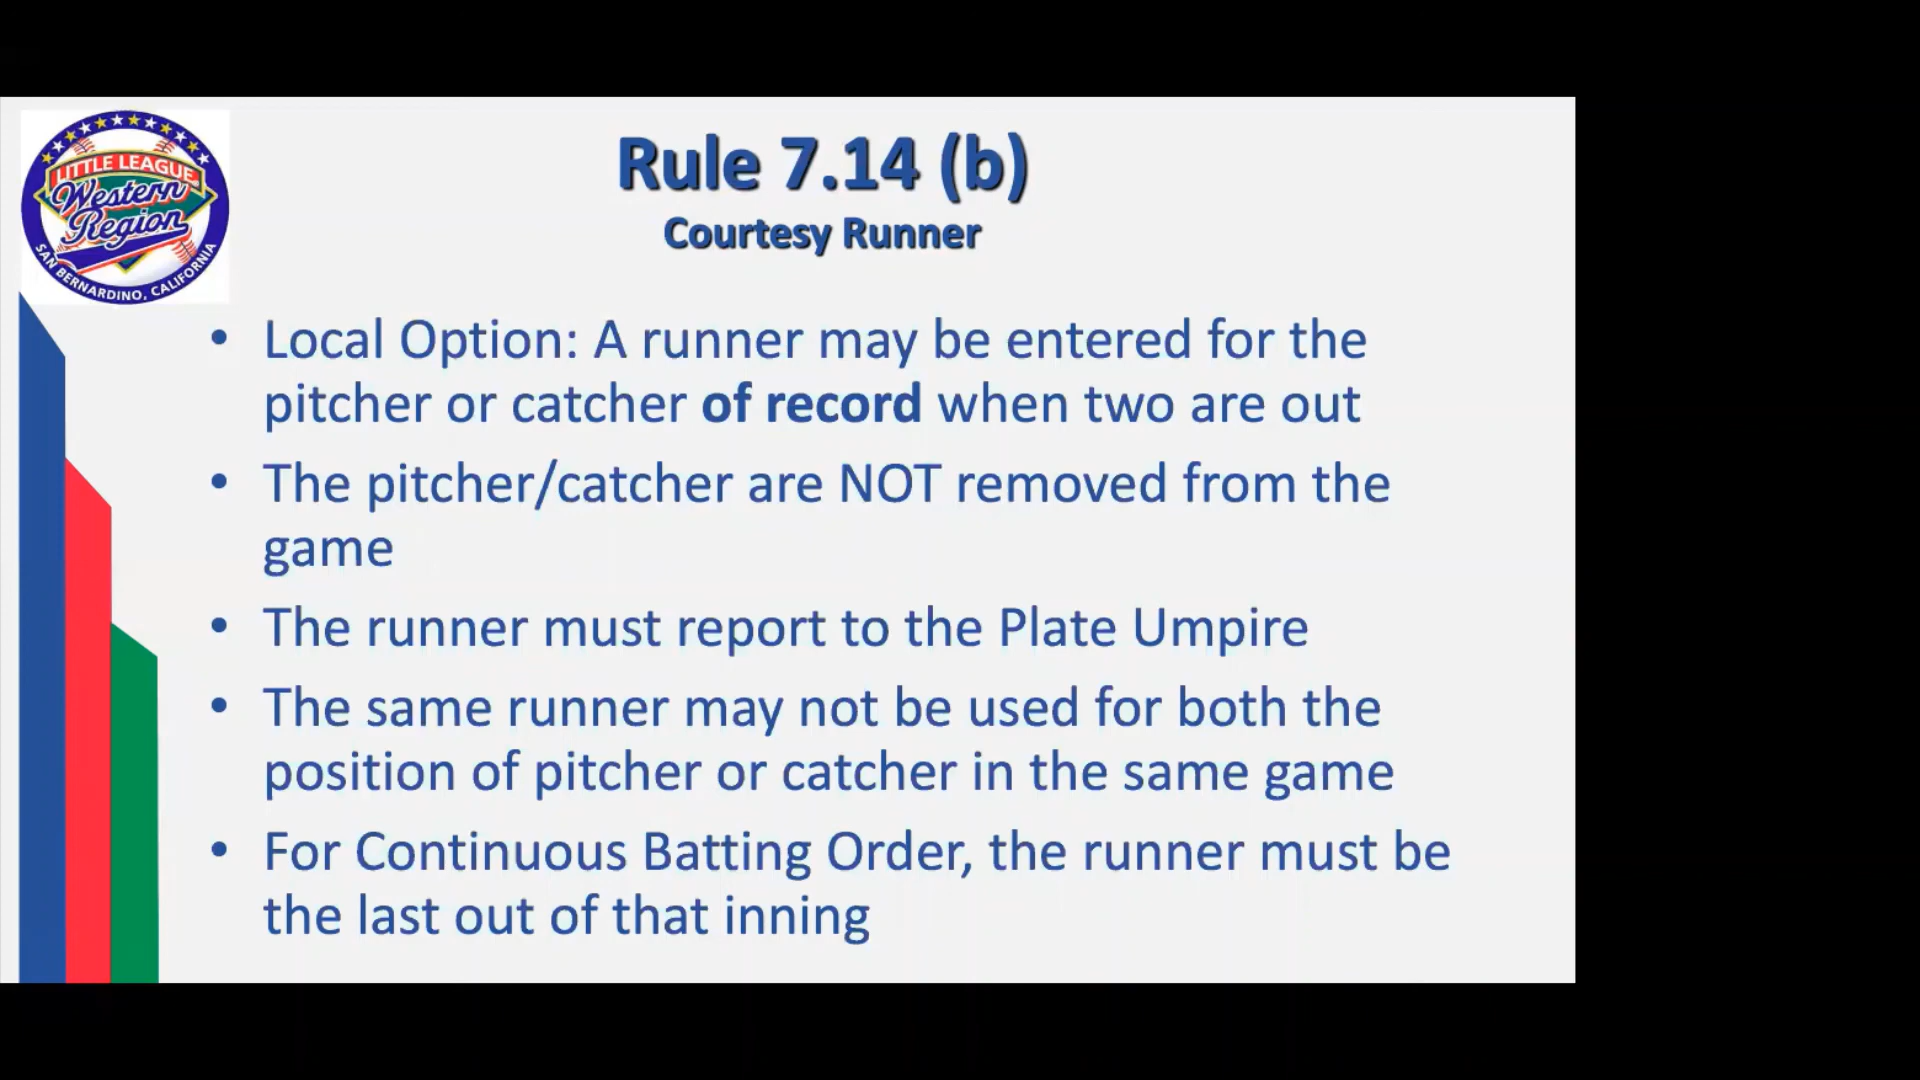 LITTLE LEAGUE
Western
Region
SAN BERNARDINO, CALIFORNIA
Rule 7.14 (b)
Courtesy Runner
• Local Option: A runner may be entered for the
pitcher or catcher of record when two are out
• The pitcher/catcher are NOT removed from the
game
• The runner must report to the Plate Umpire
• The same runner may not be used for both the
position of pitcher or catcher in the same game
• For Continuous Batting Order, the runner must be
the last out of that inning